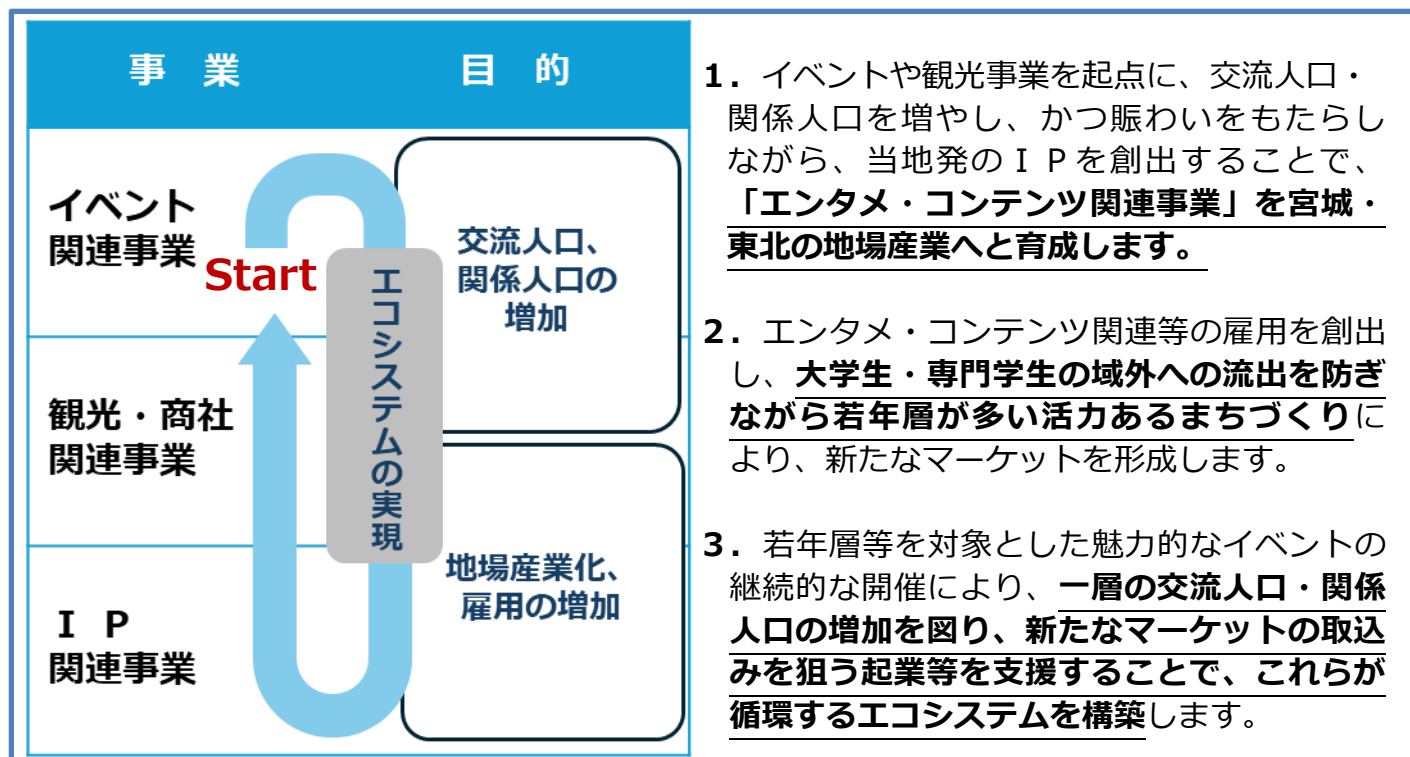 事 業
目 的
イベント
関連事業
Start
観光・商社
関連事業
ＩＰ
関連事業
エコシステムの実現
交流人口、
関係人口の
増加
地場産業化、
雇用の増加
１．イベントや観光事業を起点に、交流人口・
関係人口を増やし、かつ賑わいをもたらし
ながら、当地発のＩＰを創出することで、
「エンタメ・コンテンツ関連事業」を宮城・
東北の地場産業へと育成します。
２．エンタメ・コンテンツ関連等の雇用を創出
し、大学生・専門学生の域外への流出を防ぎ
ながら若年層が多い活力あるまちづくりに
より、新たなマーケットを形成します。
３．若年層等を対象とした魅力的なイベントの
継続的な開催により、一層の交流人口・関係
人口の増加を図り、新たなマーケットの取込
みを狙う起業等を支援することで、これらが
循環するエコシステムを構築します。